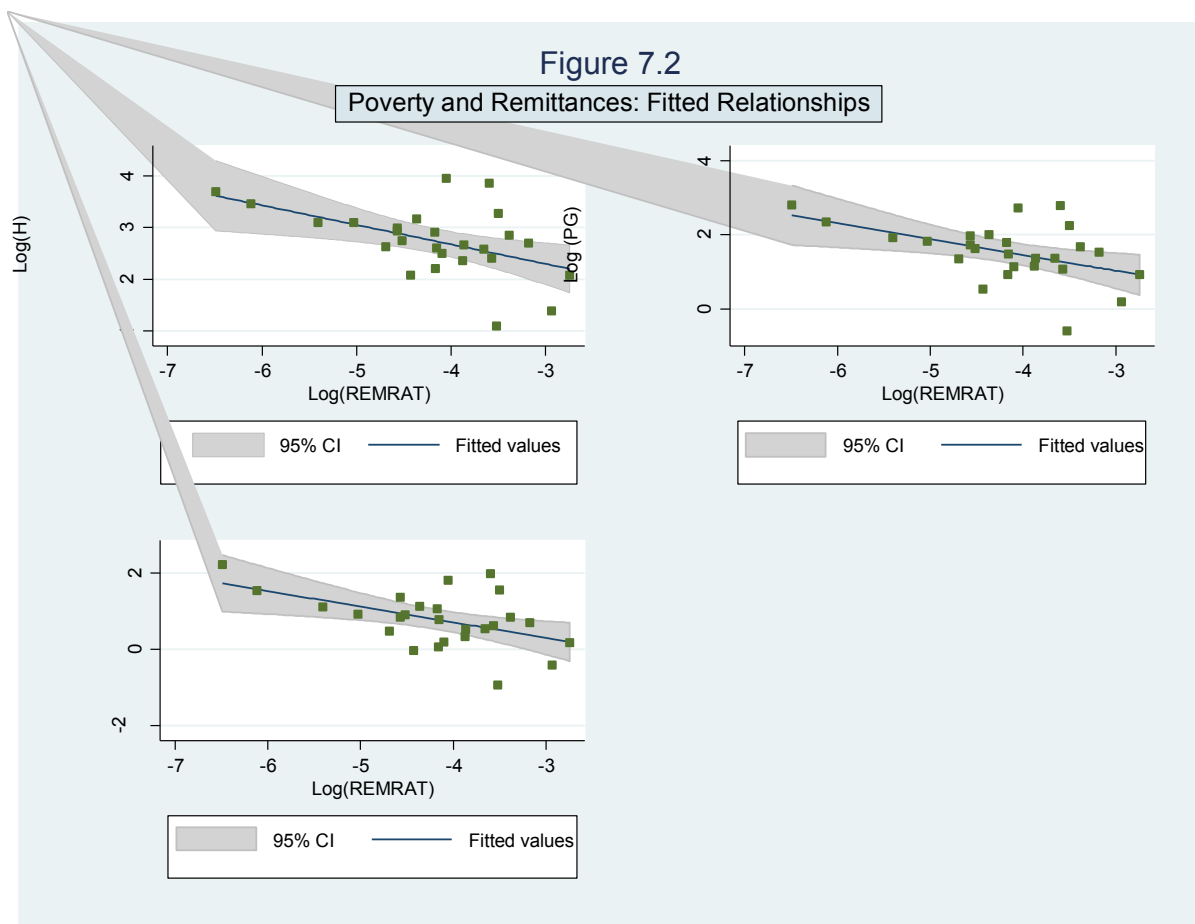 Figure 7.2
Poverty and Remittances: Fitted Relationships
Log(H)
4
3
2
-7 -6 -5 -4 -3
Log(REMRAT)
95% CI Fitted values
Log (PG)
4
2
0
-7 -6 -5 -4 -3
Log(REMRAT)
95% CI Fitted values
2
0
-2
-7 -6 -5 -4 -3
Log(REMRAT)
95% CI Fitted values